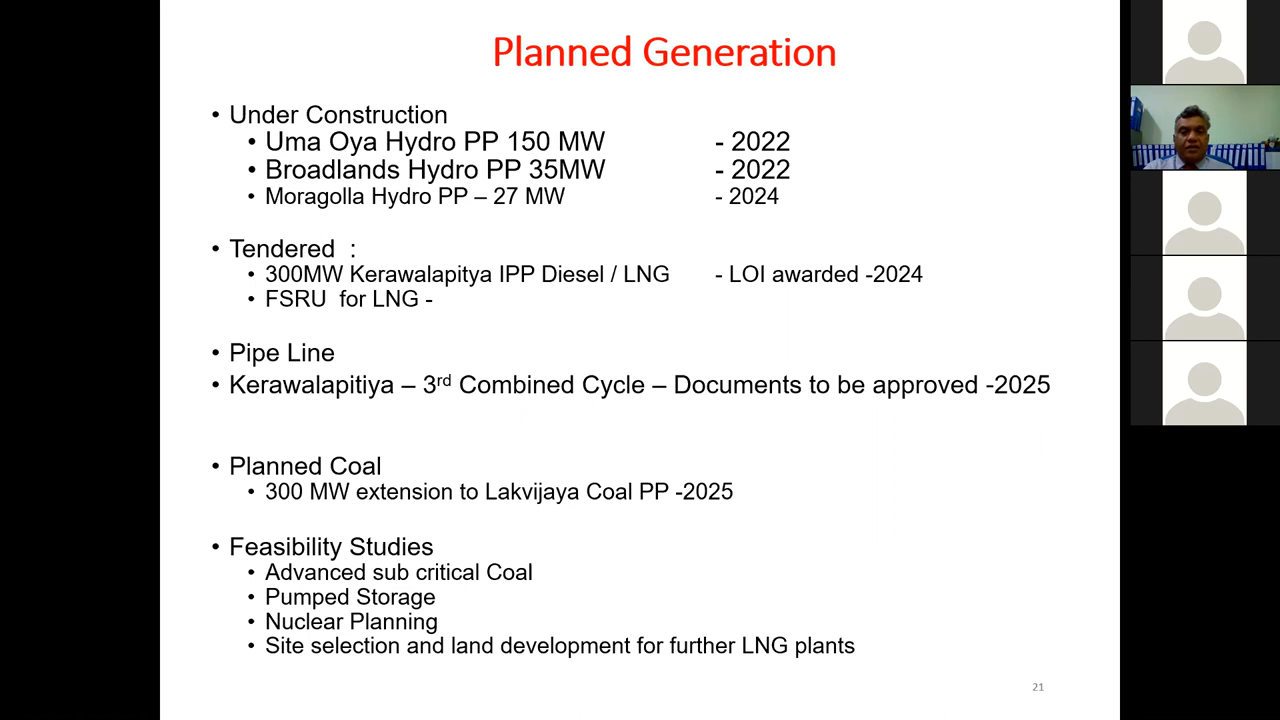 Planned Generation
• Under Construction
• Uma Oya Hydro PP 150 MW - 2022
• Broadlands Hydro PP 35MW - 2022
• Moragolla Hydro PP – 27 MW - 2024
• Tendered :
• 300MW Kerawalapitya IPP Diesel / LNG - LOI awarded -2024
• FSRU for LNG -
• Pipe Line
• Kerawalapitiya – 3rd Combined Cycle – Documents to be approved -2025
• Planned Coal
• 300 MW extension to Lakvijaya Coal PP -2025
• Feasibility Studies
• Advanced sub critical Coal
• Pumped Storage
• Nuclear Planning
• Site selection and land development for further LNG plants
21